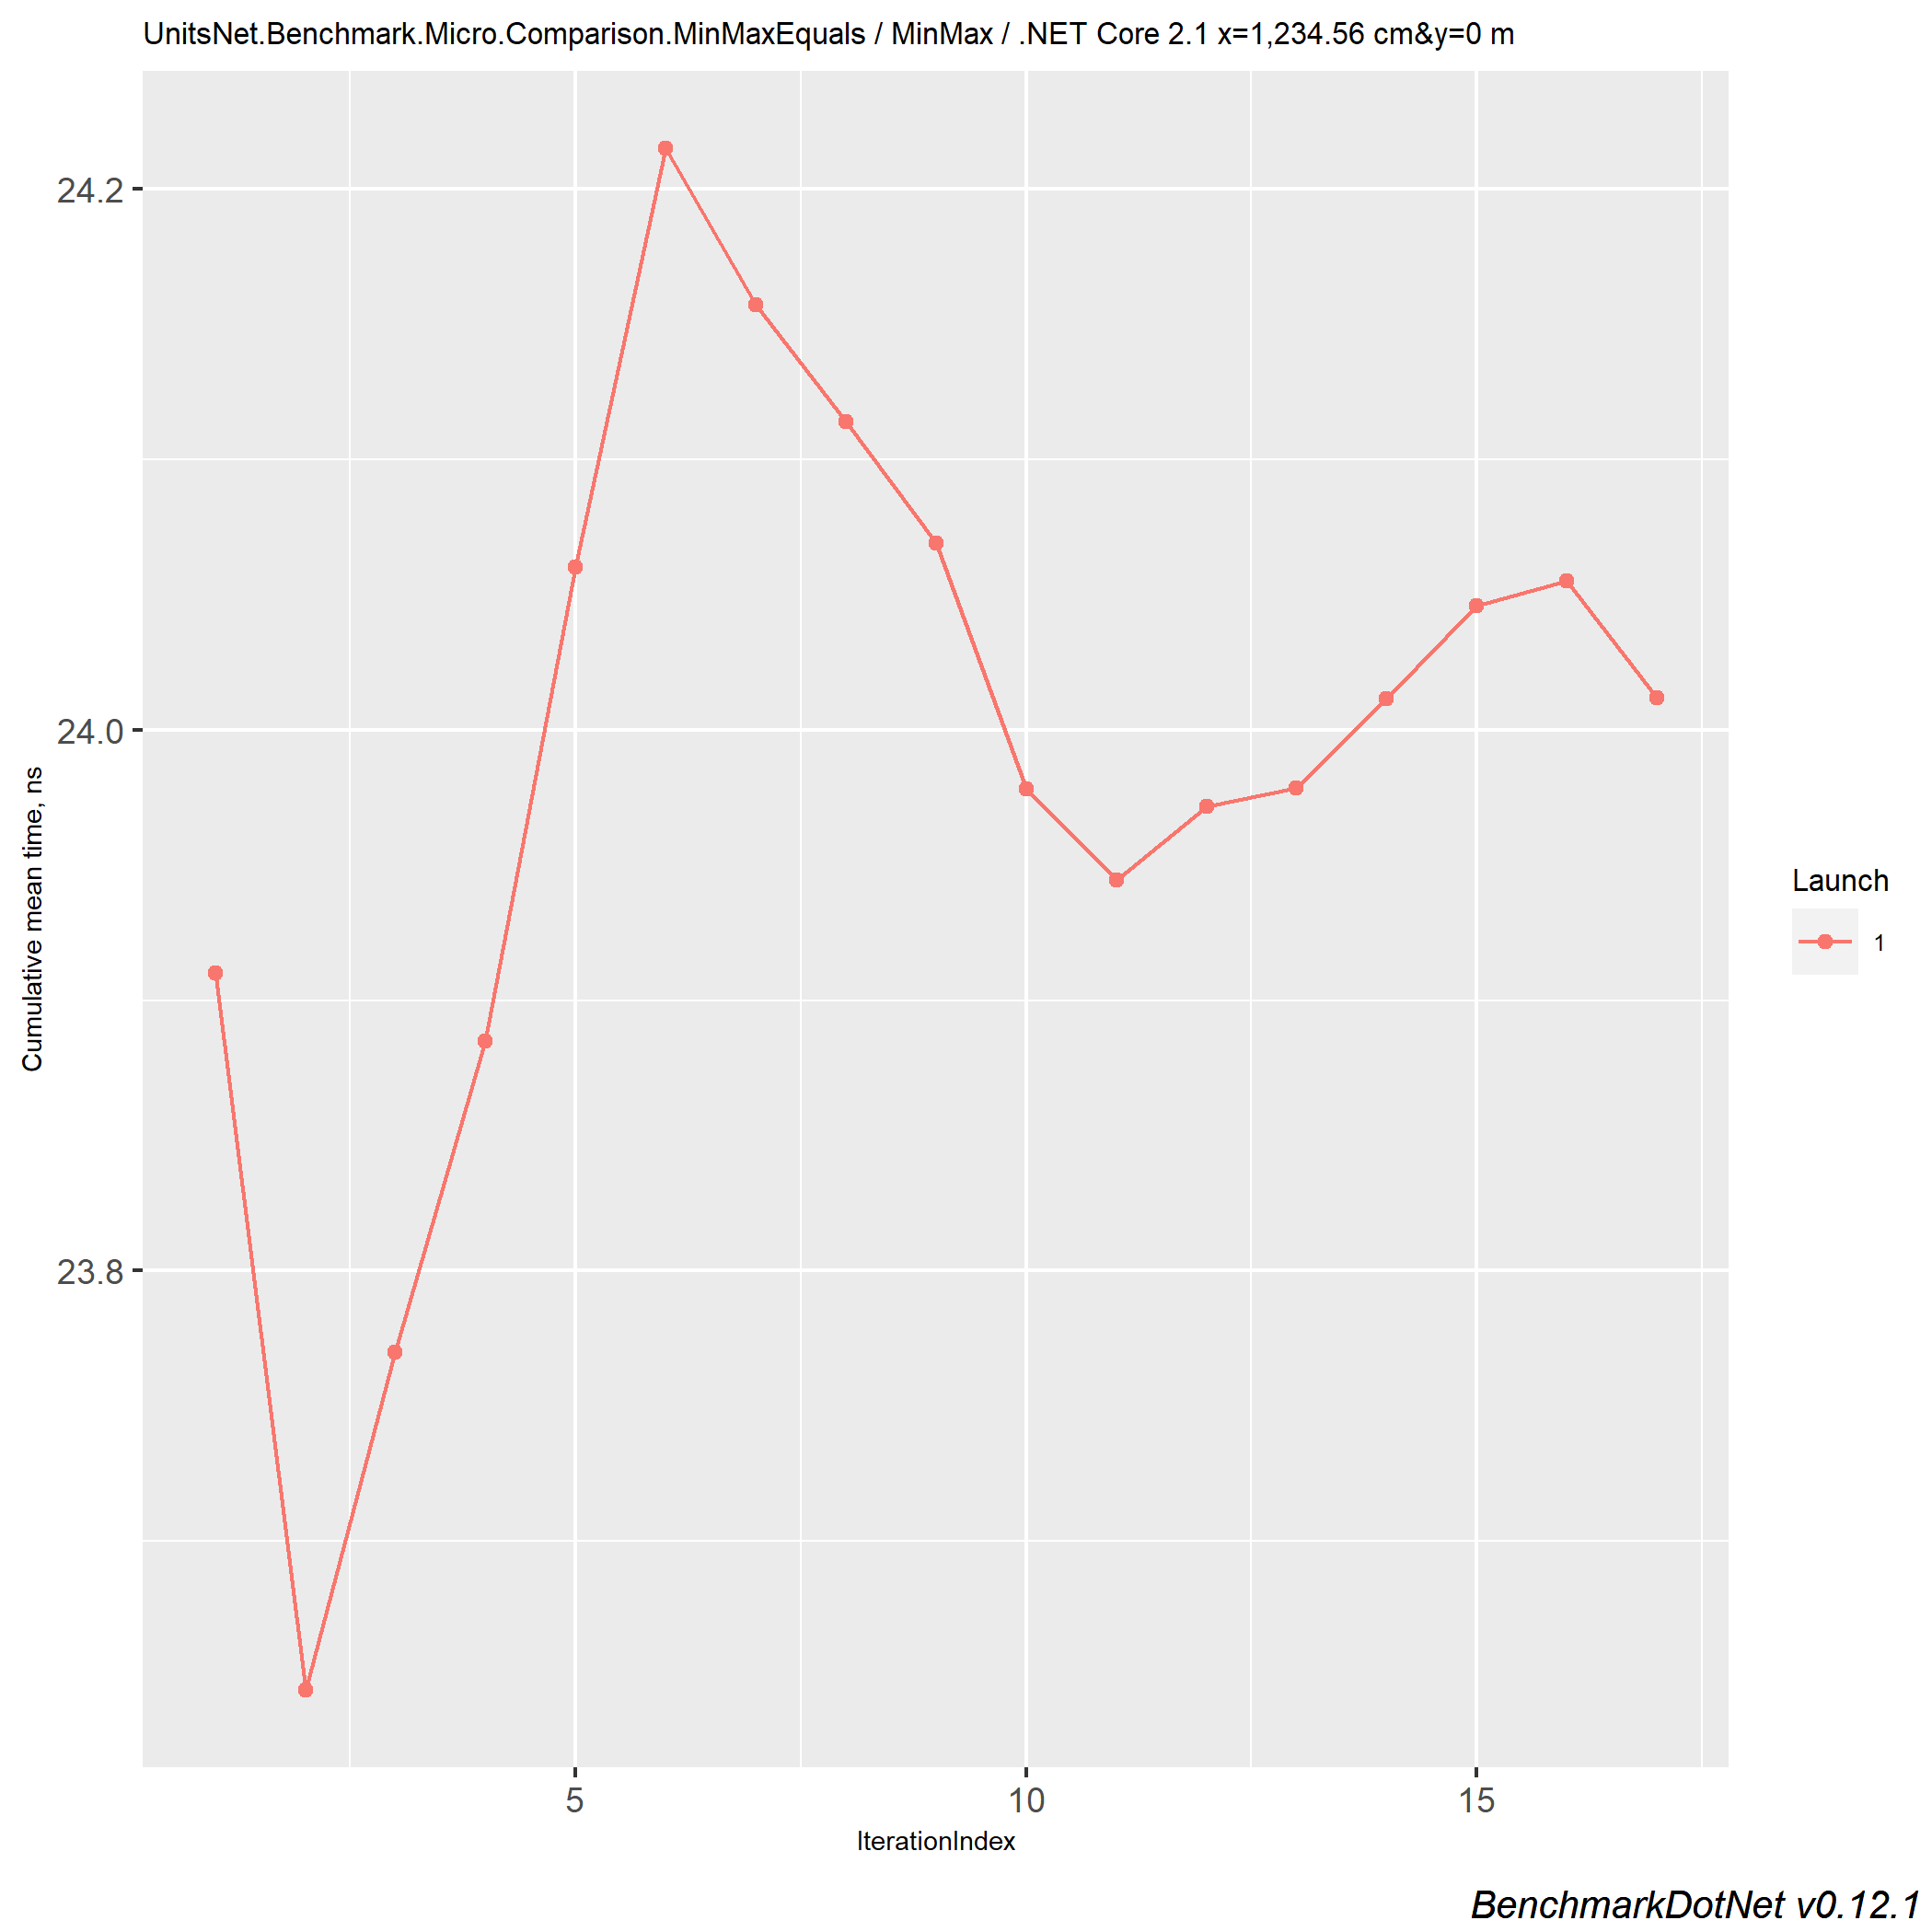 UnitsNet.Benchmark.Micro.Comparison.MinMaxEquals / MinMax / .NET Core 2.1 x=1,234.56 cm&y=0 m
24.2
24.0
23.8
Cumulative mean time, ns
5 10 15
IterationIndex
Launch
1
BenchmarkDotNet v0.12.1